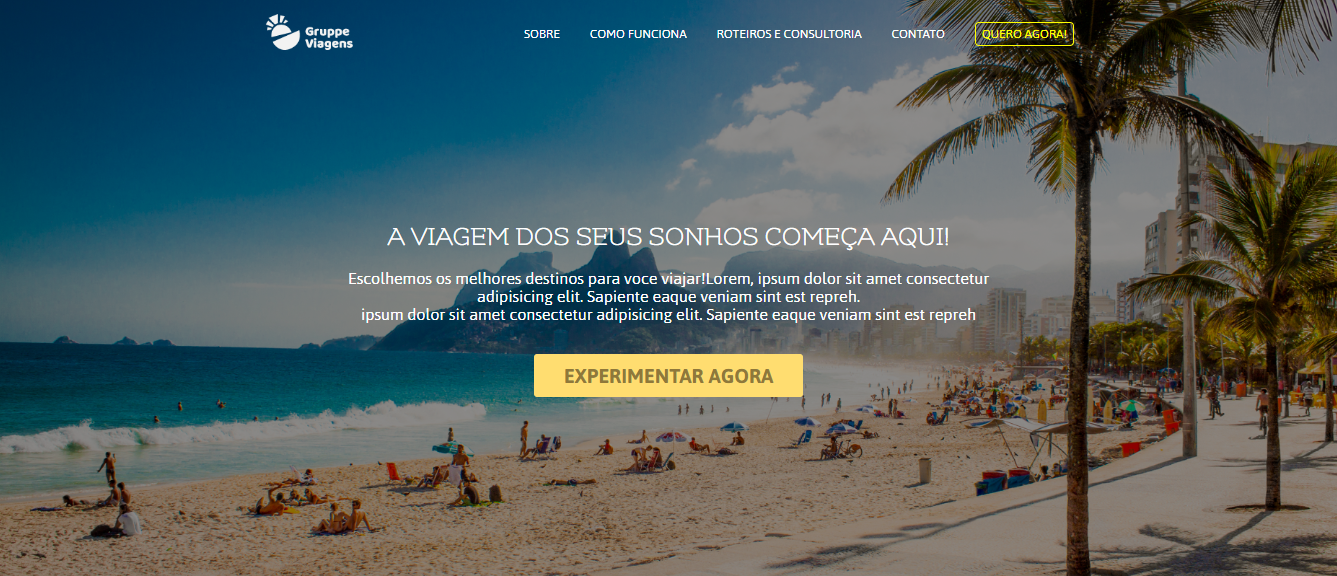 Gruppe
Viagens
SOBRE
COMO FUNCIONA
ROTEIROS E CONSULTORIA
CONTATO
QUERO AGORA!
A VIAGEM DOS SEUS SONHOS COMEÇA AQUI!
Escolhemos os melhores destinos para voce viajar!Lorem, ipsum dolor sit amet consectetur
adipisicing elit. Sapiente eaque veniam sint est repreh.
ipsum dolor sit amet consectetur adipisicing elit. Sapiente eaque veniam sint est repreh
EXPERIMENTAR AGORA